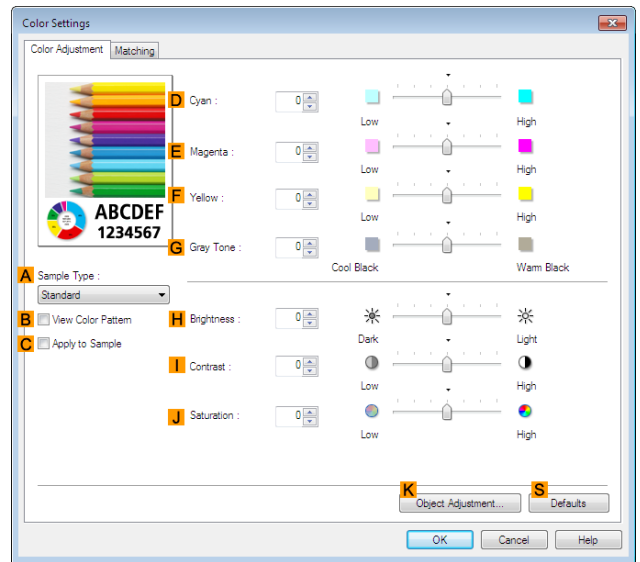 Color Settings
Color Adjustment Matching
D Cyan : 0
Low High
E Magenta : 0
Low High
F Yellow : 0
Low High
ABCDEF
1234567
G Gray Tone : 0
Cool Black Warm Black
A Sample Type :
Standard
B View Color Pattern
H Brightness : 0
Dark Light
C Apply to Sample
I Contrast : 0
Low High
J Saturation : 0
Low High
K Object Adjustment...
S Defaults
OK Cancel Help